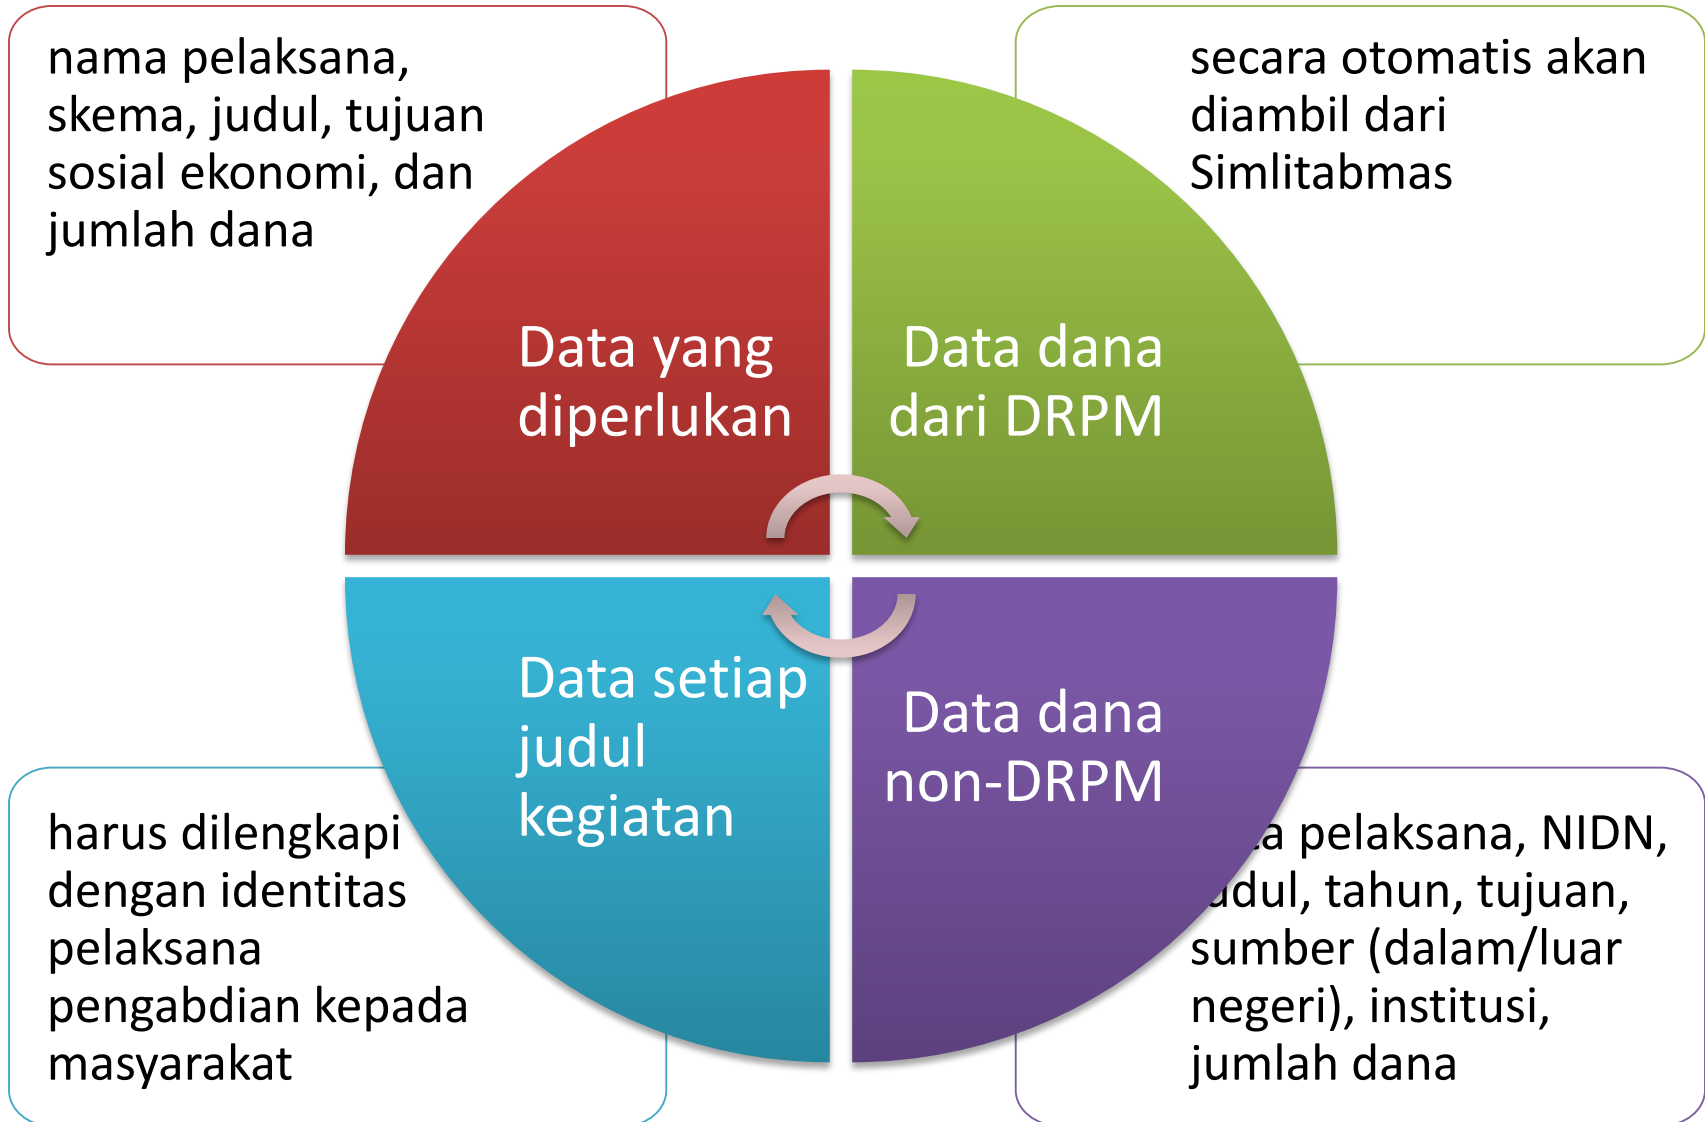 nama pelaksana,
skema, judul, tujuan
sosial ekonomi, dan
jumlah dana
secara otomatis akan
diambil dari
Simlitabmas
Data yang
diperlukan
Data dana
dari DRPM
Data setiap
judul
kegiatan
Data dana
non-DRPM
harus dilengkapi
dengan identitas
pelaksana
pengabdian kepada
masyarakat
pelaksana, NIDN,
tahun, tujuan,
sumber (dalam/luar
negeri), institusi,
jumlah dana